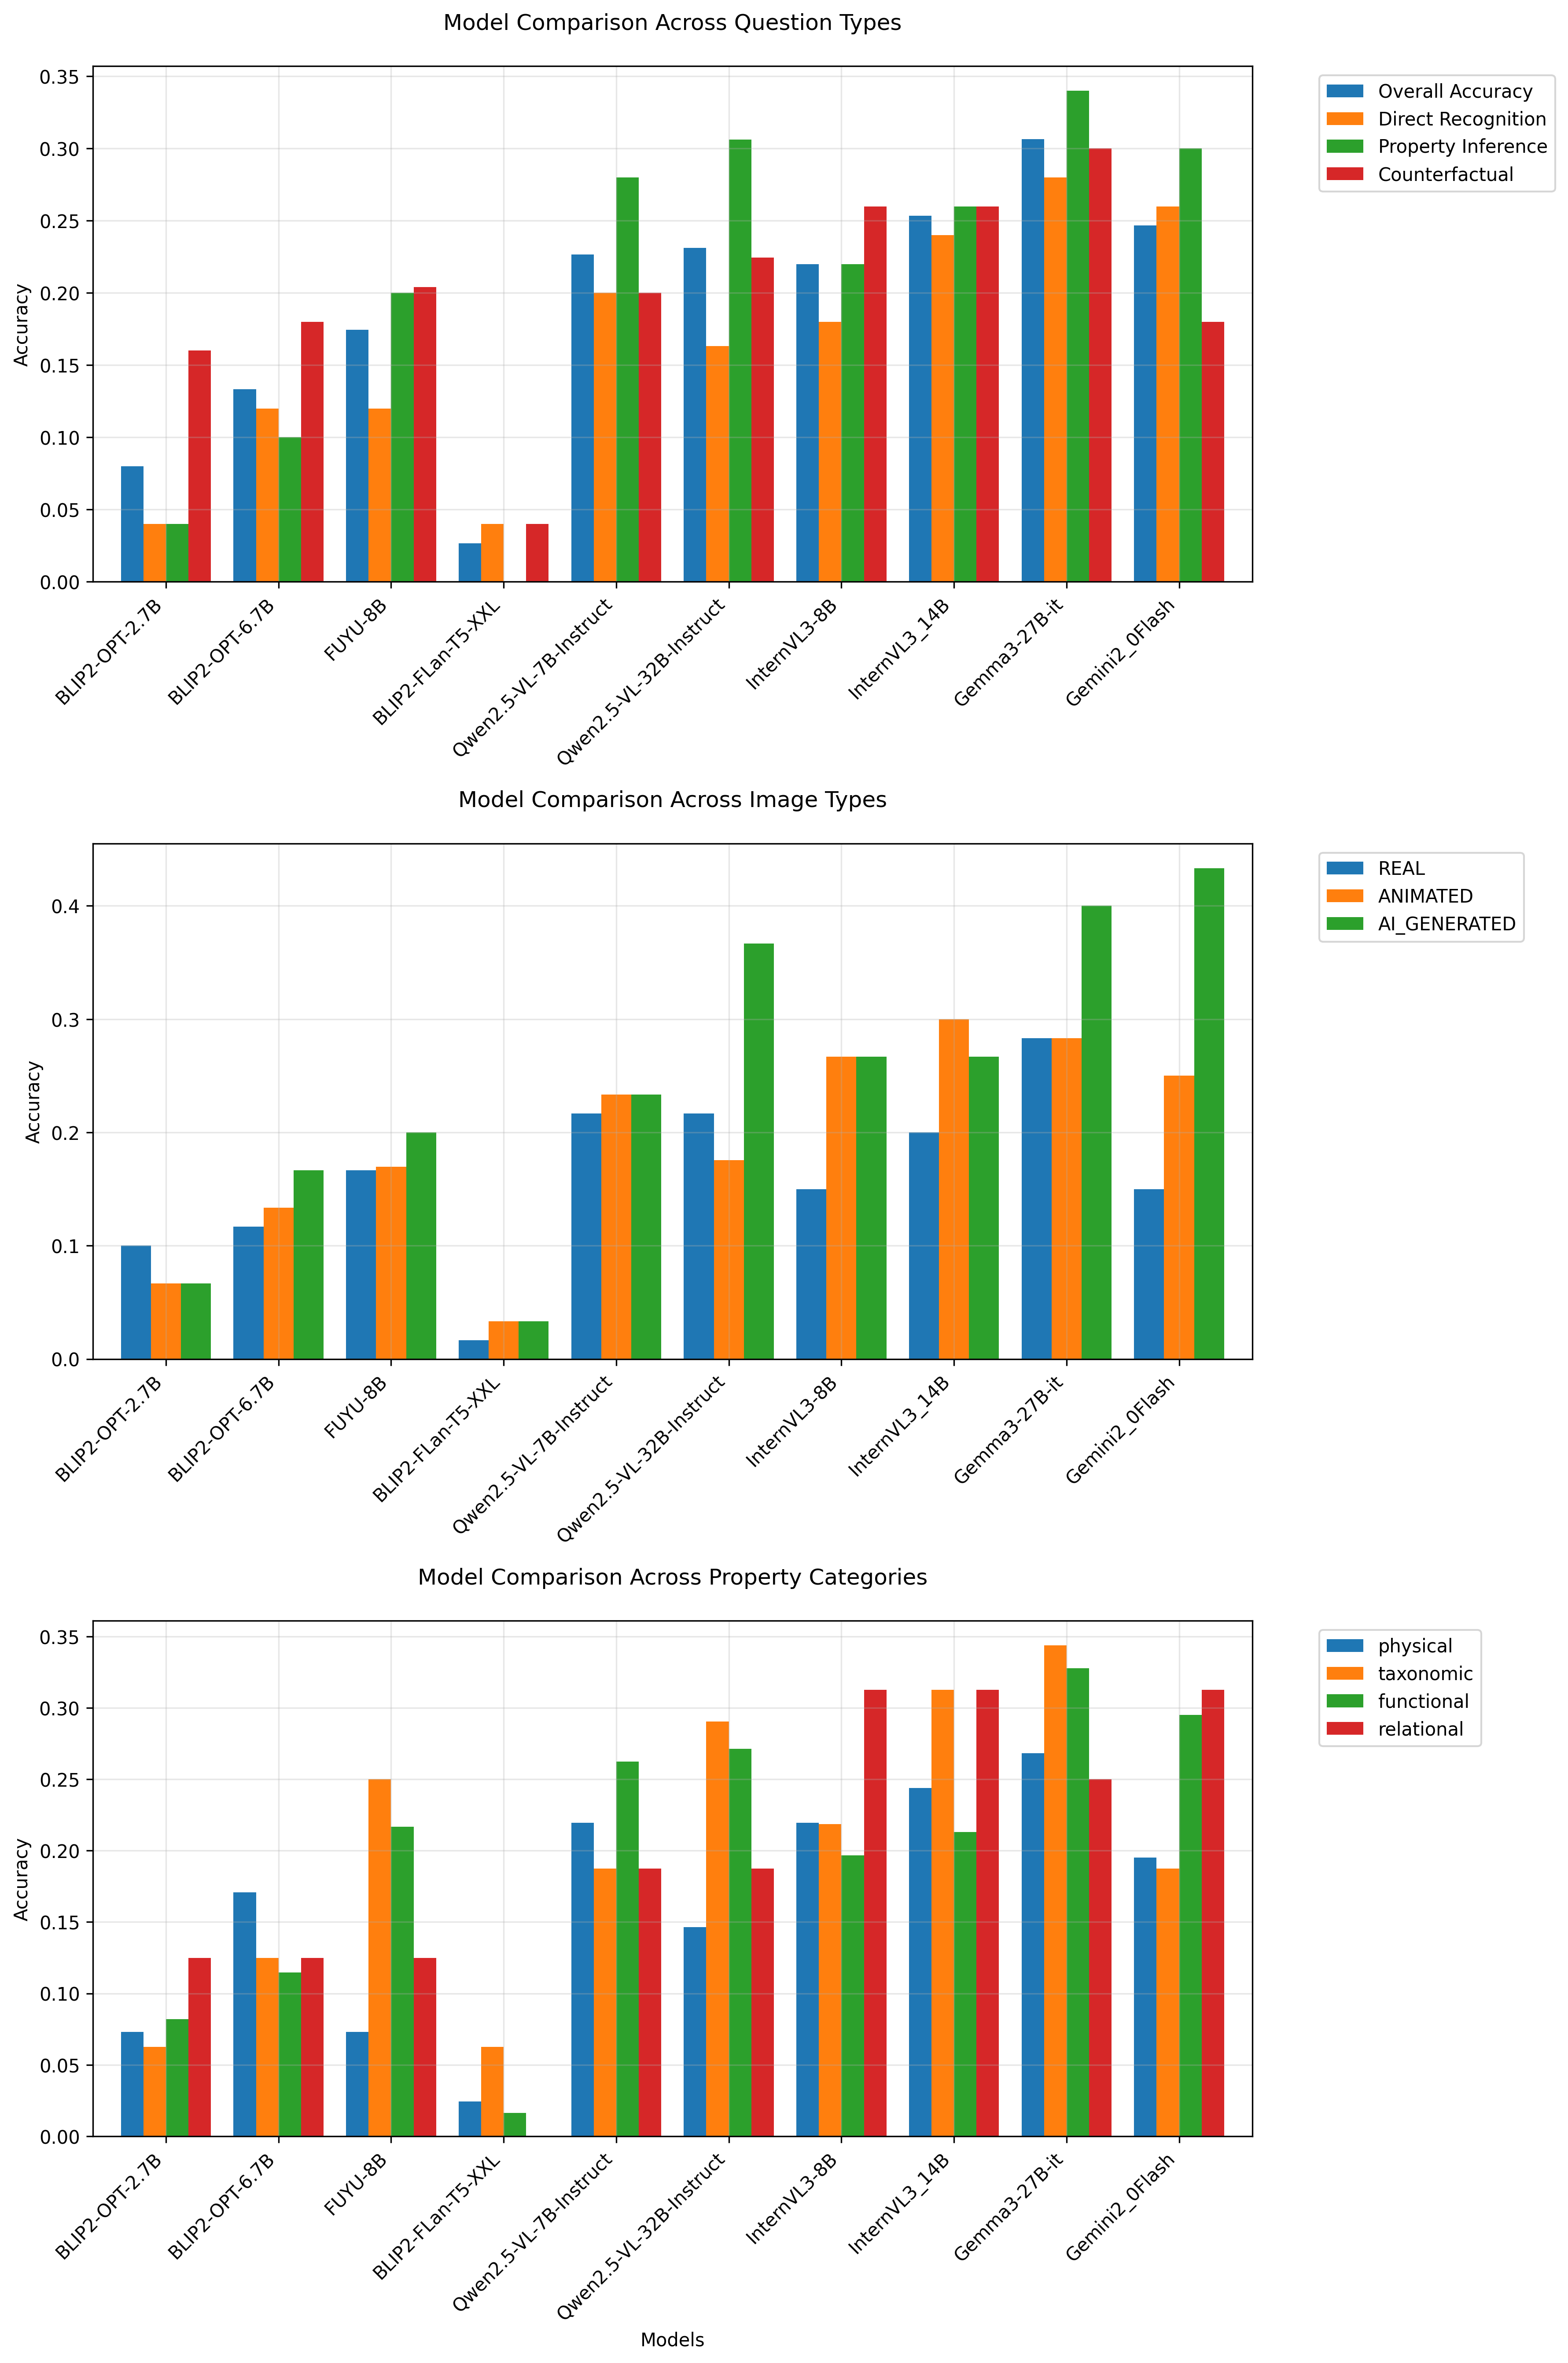 Model Comparison Across Question Types
Accuracy
0.35
0.30
0.25
0.20
0.15
0.10
0.05
0.00
BLIP2-OPT-2.7B
BLIP2-OPT-6.7B
FUYU-8B
BLIP2-FLan-T5-XXL
Qwen2.5-VL-7B-Instruct
Qwen2.5-VL-32B-Instruct
InternVL3-8B
InternVL3_14B
Gemma3-27B-it
Gemini2_0Flash
Overall Accuracy
Direct Recognition
Property Inference
Counterfactual
Model Comparison Across Image Types
Accuracy
0.4
0.3
0.2
0.1
0.0
BLIP2-OPT-2.7B
BLIP2-OPT-6.7B
FUYU-8B
BLIP2-FLan-T5-XXL
Qwen2.5-VL-7B-Instruct
Qwen2.5-VL-32B-Instruct
InternVL3-8B
InternVL3_14B
Gemma3-27B-it
Gemini2_0Flash
REAL
ANIMATED
AI_GENERATED
Model Comparison Across Property Categories
Accuracy
0.35
0.30
0.25
0.20
0.15
0.10
0.05
0.00
BLIP2-OPT-2.7B
BLIP2-OPT-6.7B
FUYU-8B
BLIP2-FLan-T5-XXL
Qwen2.5-VL-7B-Instruct
Qwen2.5-VL-32B-Instruct
InternVL3-8B
InternVL3_14B
Gemma3-27B-it
Gemini2_0Flash
Models
physical
taxonomic
functional
relational